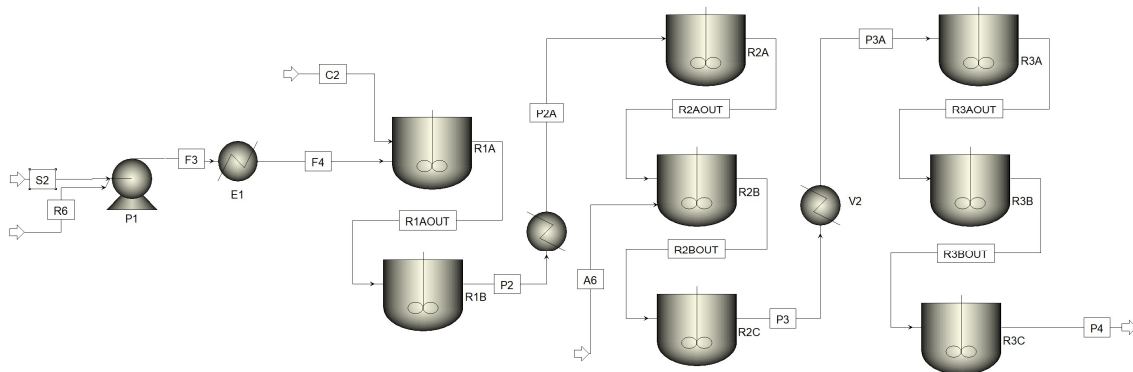 S2
R6
P1
F3
E1
F4
C2
R1A
R1AOUT
R1B
P2
P2A
R2A
R2AOUT
R2B
A6
R2BOUT
R2C
P3
V2
P3A
R3A
R3AOUT
R3B
R3BOUT
R3C
P4